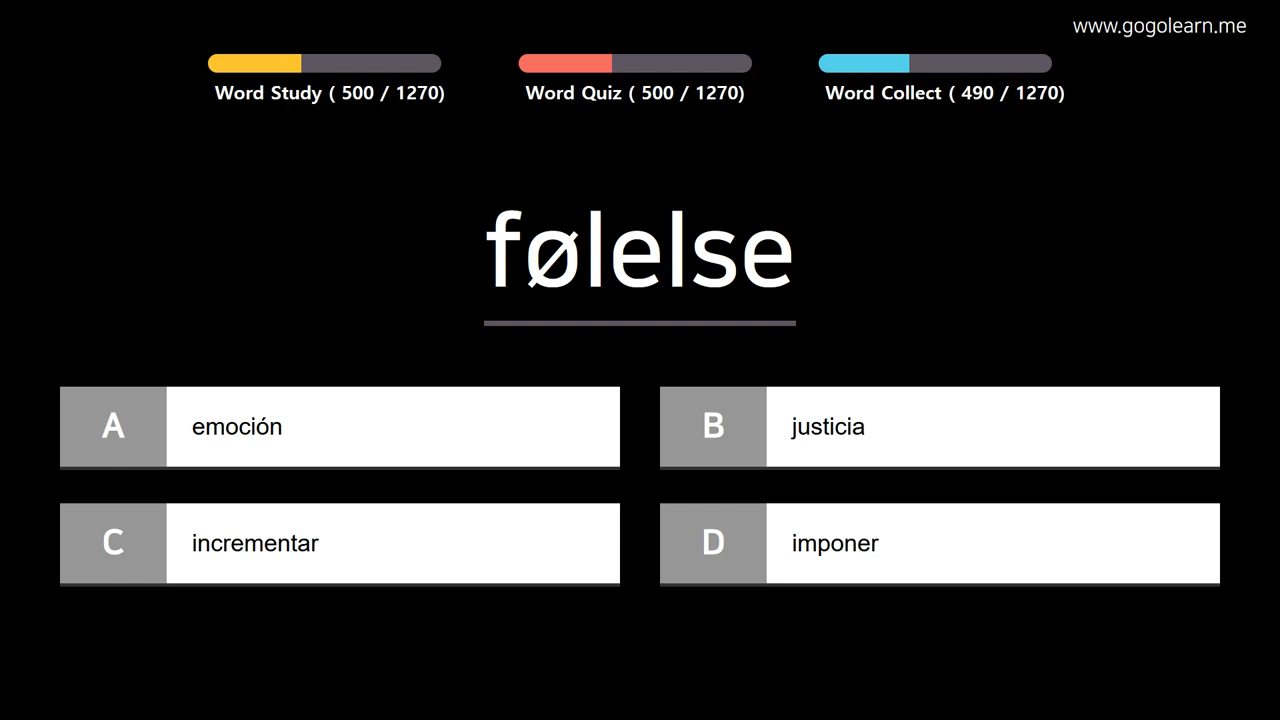 www.gogolearn.me
Word Study ( 500 / 1270)
Word Quiz ( 500 / 1270)
Word Collect ( 490 / 1270)
følelse
A
emoción
B
justicia
C
incrementar
D
imponer